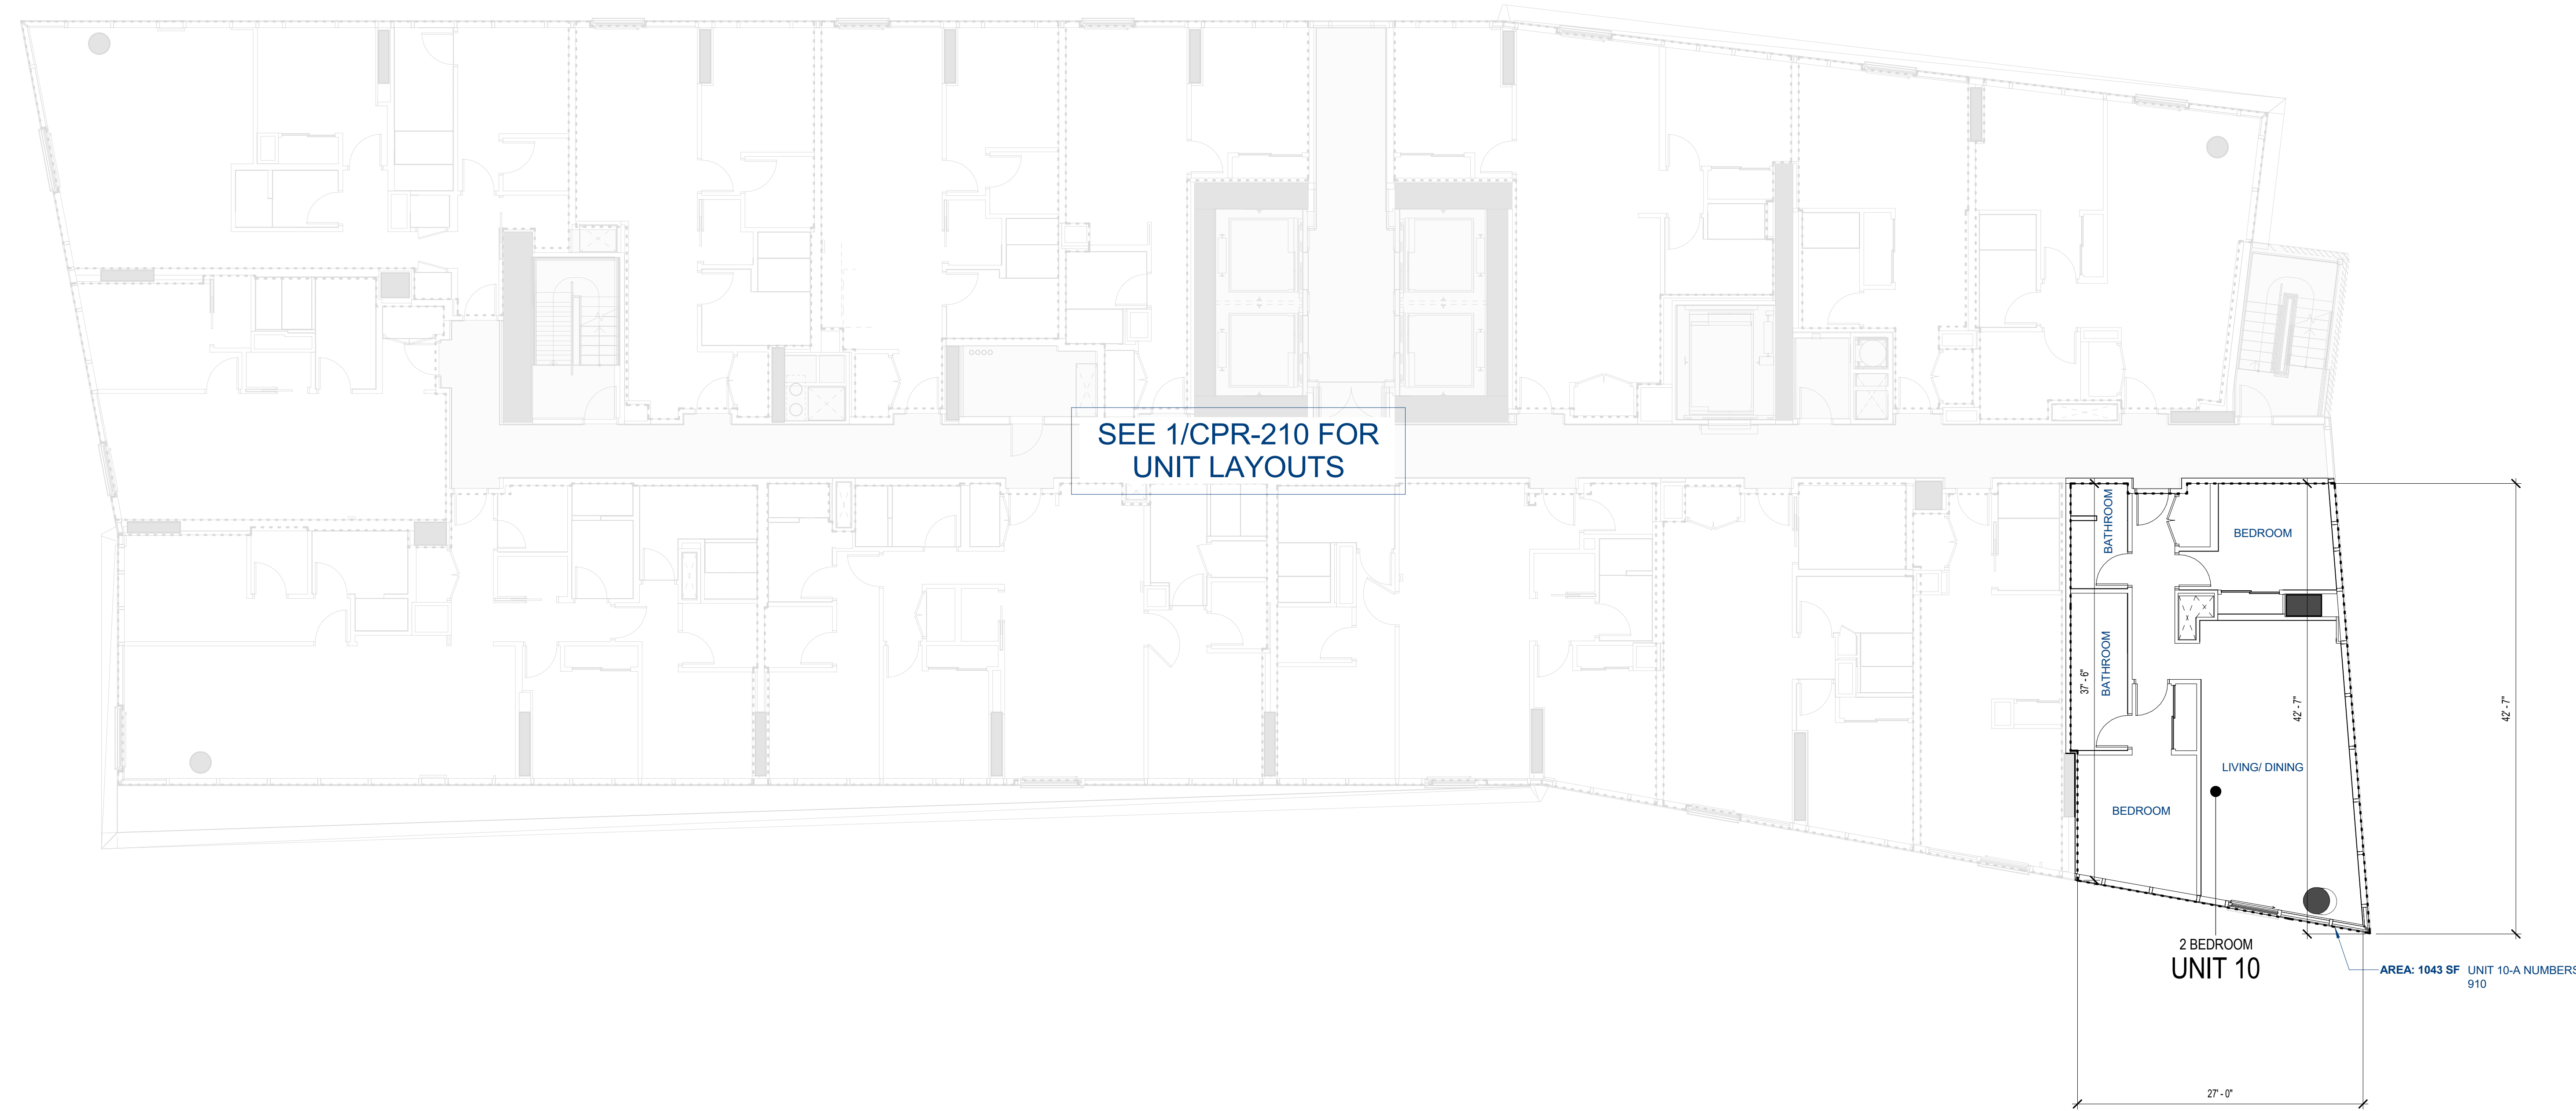 SEE 1/CPR-210 FOR
UNIT LAYOUTS
BATHROOM
BEDROOM
BATHROOM
37' - 6"
42' - 7"
42' - 7"
LIVING/ DINING
BEDROOM
2 BEDROOM
UNIT 10
AREA: 1043 SF UNIT 10-A NUMBERS
910
27' - 0"